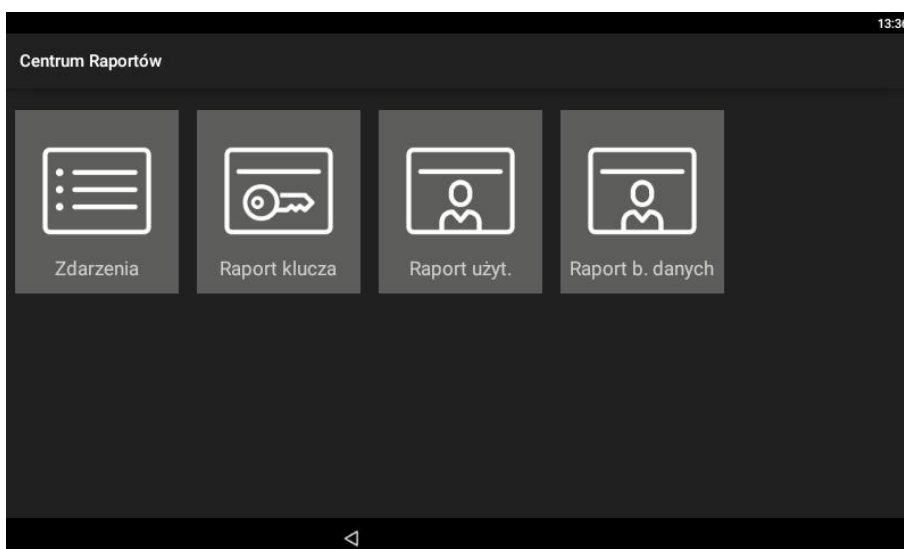 13:36
Centrum Raportów
Zdarzenia
Raport klucza
Raport użyt.
Raport b. danych